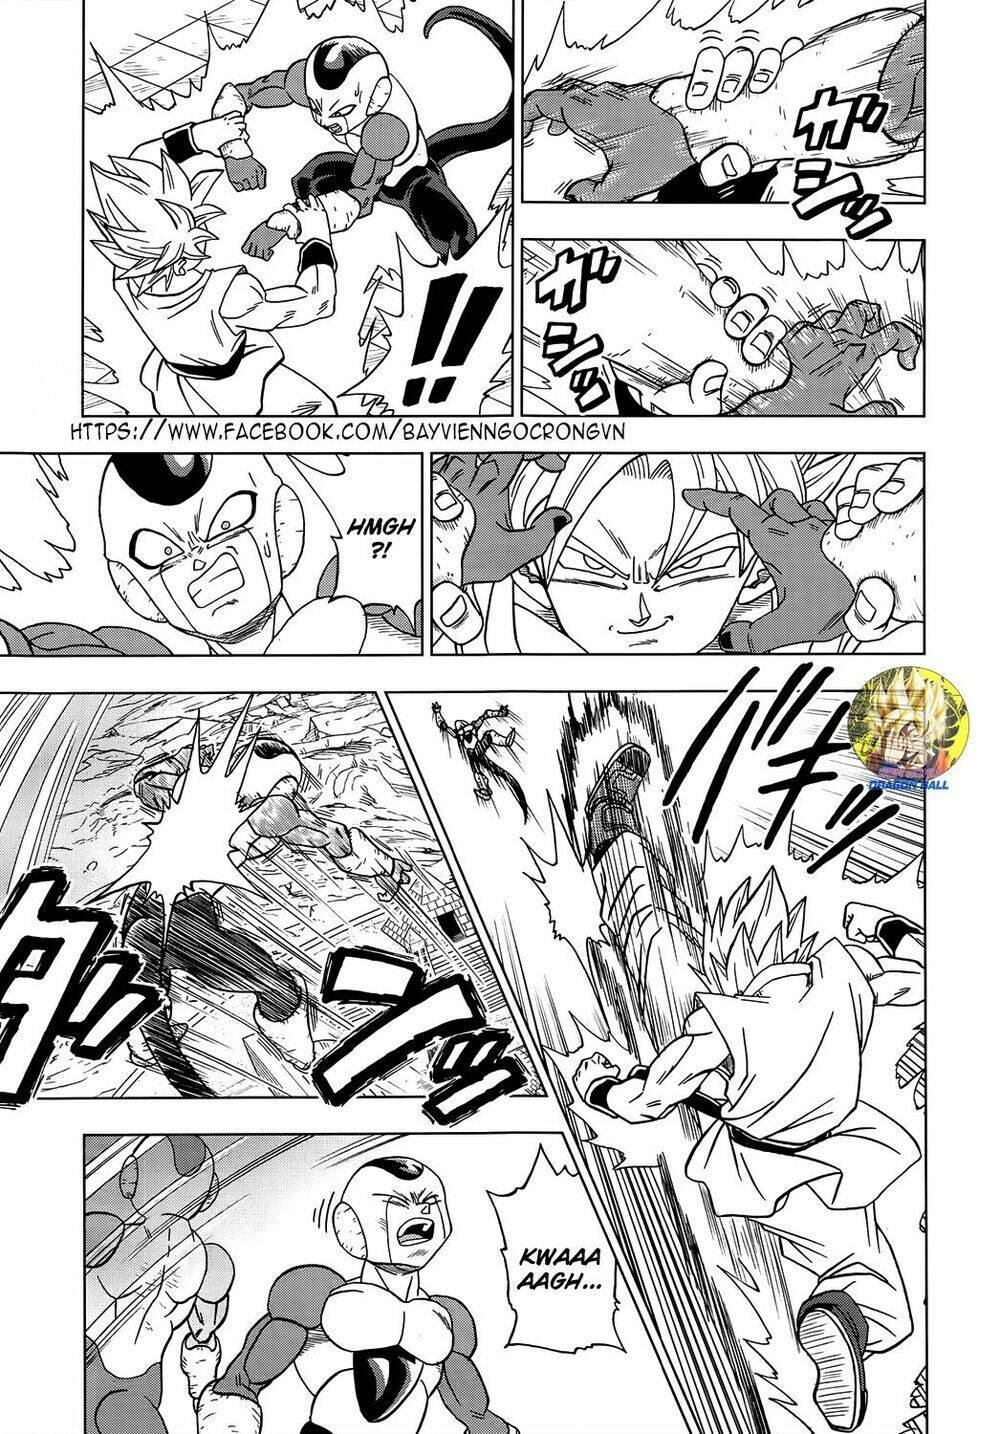 ガシッ
!!
ガシッ
HTTPS://WWW.FACEBOOK.COM/BAYVIENNGOCRONGVN
HMGH
?!
バキッ
DRAGON BALL
ダンッ
KWAAA
AAGH...